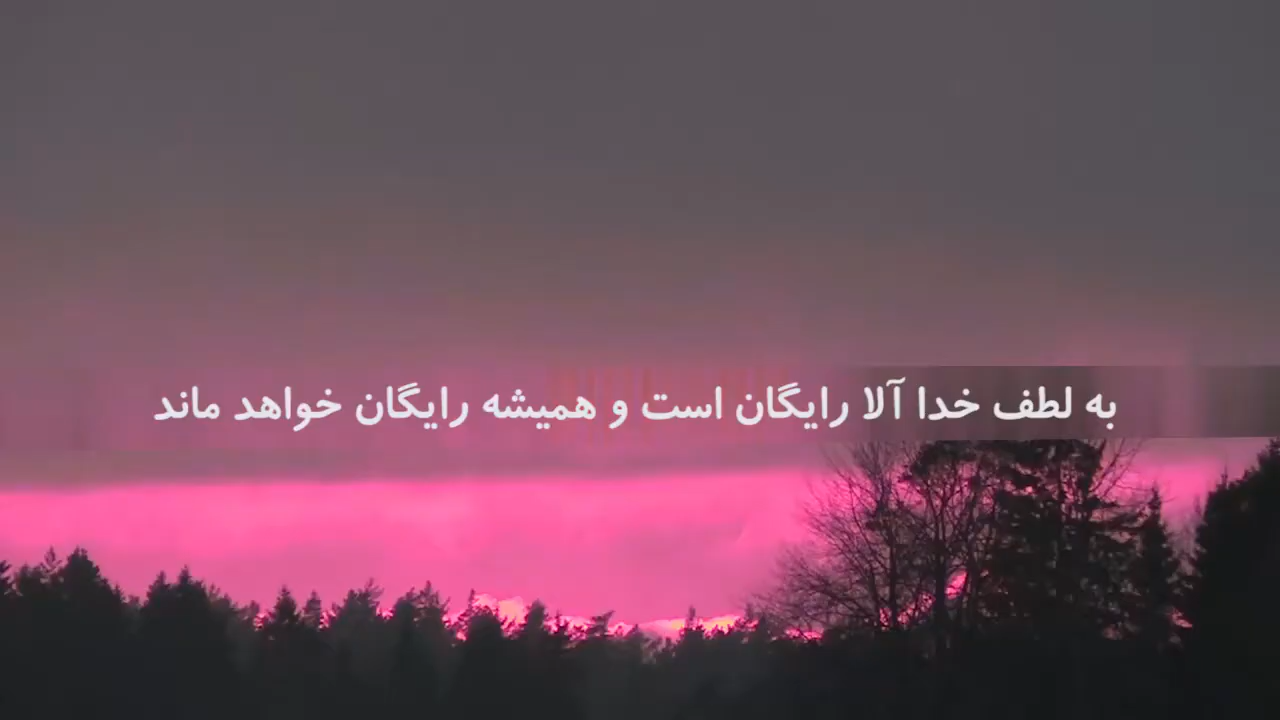 به لطف خدا آلا رایگان است و همیشه رایگان خواهد ماند